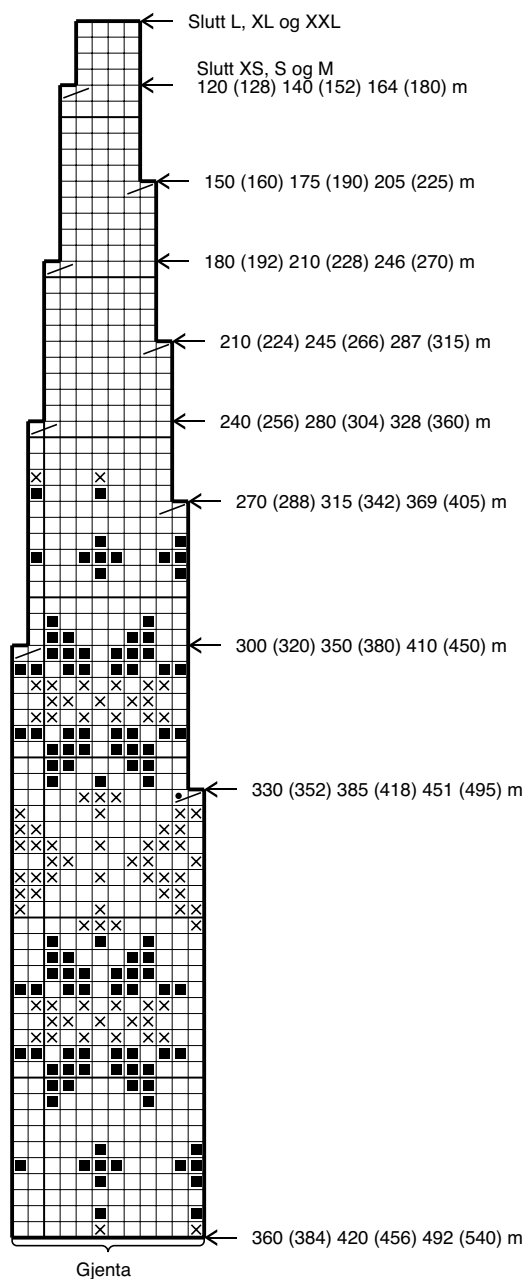 Slutt L, XL og XXL
Slutt XS, S og M
120 (128) 140 (152) 164 (180) m
150 (160) 175 (190) 205 (225) m
180 (192) 210 (228) 246 (270) m
210 (224) 245 (266) 287 (315) m
240 (256) 280 (304) 328 (360) m
270 (288) 315 (342) 369 (405) m
300 (320) 350 (380) 410 (450) m
330 (352) 385 (418) 451 (495) m
360 (384) 420 (456) 492 (540) m
Gjenta